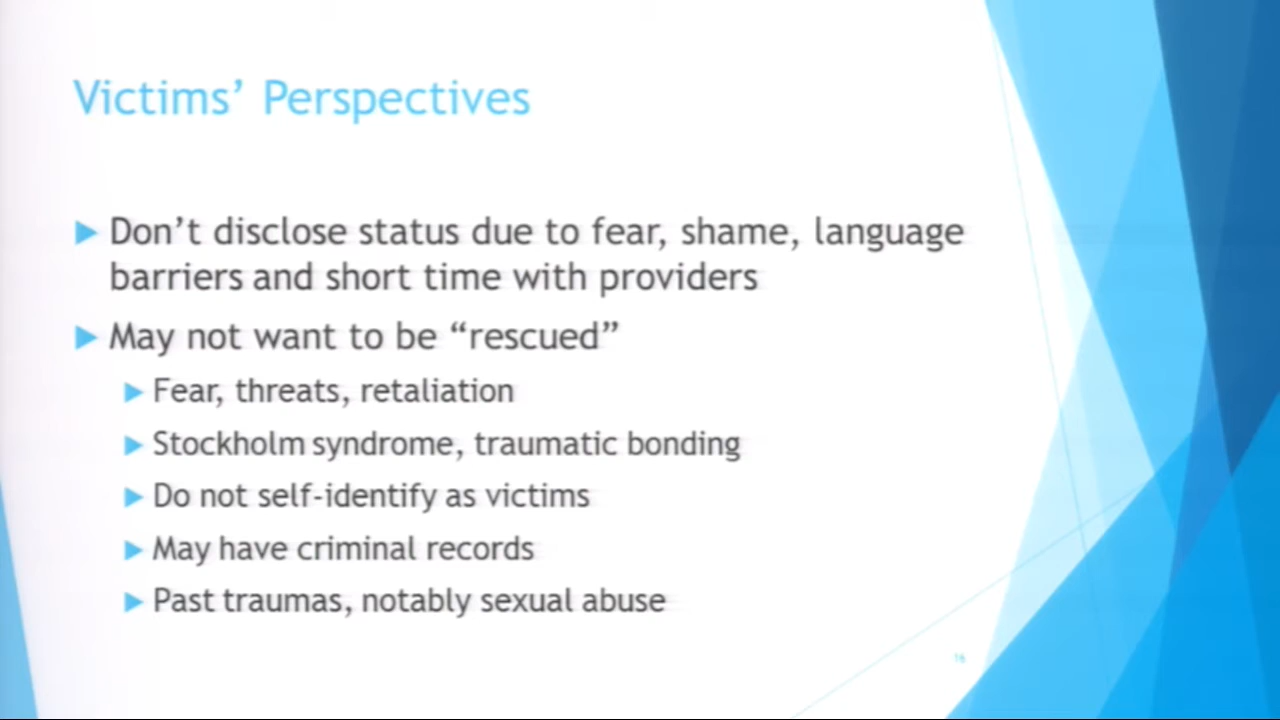 Victims’ Perspectives
Don’t disclose status due to fear, shame, language
barriers and short time with providers
May not want to be “rescued”
Fear, threats, retaliation
Stockholm syndrome, traumatic bonding
Do not self-identify as victims
May have criminal records
Past traumas, notably sexual abuse
16